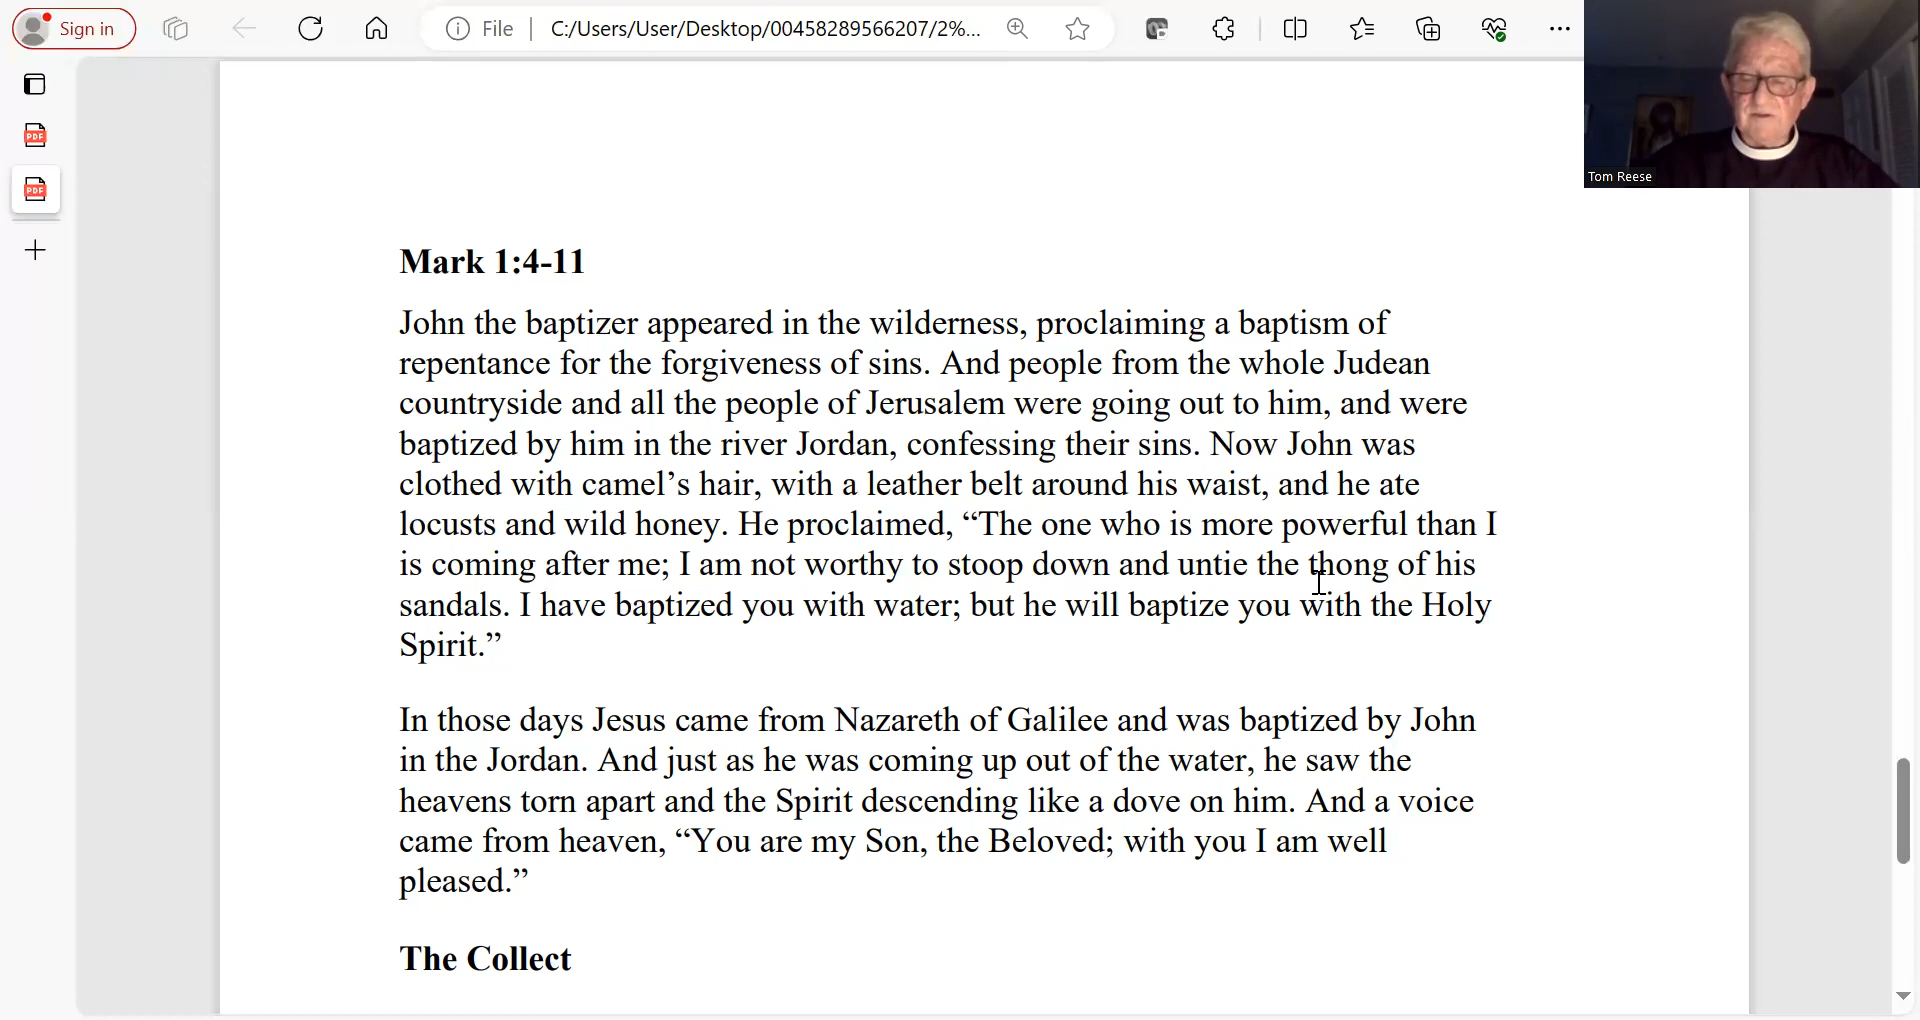 Sign in
File
C:/Users/User/Desktop/00458289566207/2%...
PDF
PDF
Tom Reese
Mark 1:4-11
John the baptizer appeared in the wilderness, proclaiming a baptism of
repentance for the forgiveness of sins. And people from the whole Judean
countryside and all the people of Jerusalem were going out to him, and were
baptized by him in the river Jordan, confessing their sins. Now John was
clothed with camel’s hair, with a leather belt around his waist, and he ate
locusts and wild honey. He proclaimed, “The one who is more powerful than I
is coming after me; I am not worthy to stoop down and untie the thong of his
sandals. I have baptized you with water; but he will baptize you with the Holy
Spirit.”
In those days Jesus came from Nazareth of Galilee and was baptized by John
in the Jordan. And just as he was coming up out of the water, he saw the
heavens torn apart and the Spirit descending like a dove on him. And a voice
came from heaven, “You are my Son, the Beloved; with you I am well
pleased.”
The Collect